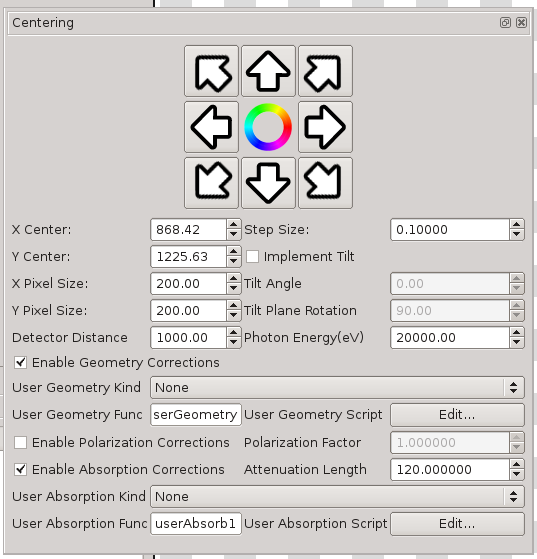 Centering
X Center: 868.42 Step Size: 0.10000
Y Center: 1225.63 Implement Tilt
X Pixel Size: 200.00 Tilt Angle 0.00
Y Pixel Size: 200.00 Tilt Plane Rotation 90.00
Detector Distance 1000.00 Photon Energy(eV) 20000.00
Enable Geometry Corrections
User Geometry Kind None
User Geometry Func serGeometry User Geometry Script Edit...
Enable Polarization Corrections Polarization Factor 1.000000
Enable Absorption Corrections Attenuation Length 120.000000
User Absorption Kind None
User Absorption Func userAbsorb1 User Absorption Script Edit...